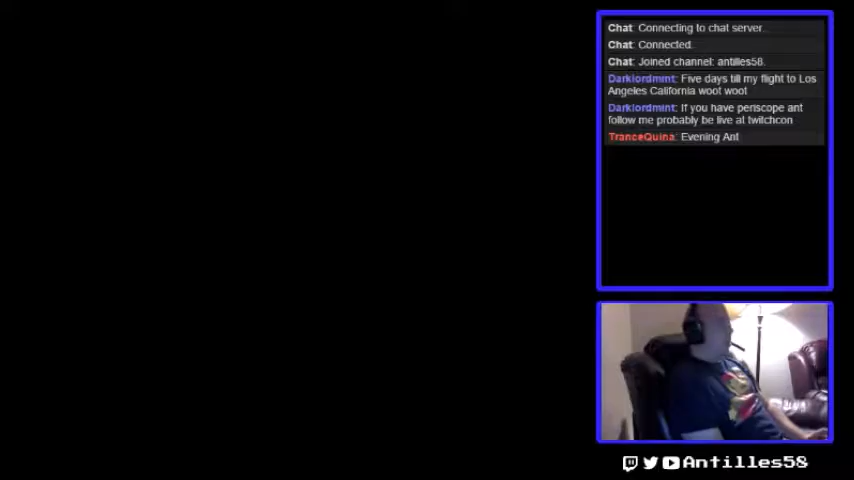 Chat: Connecting to chat server..
Chat: Connected.
Chat: Joined channel: antilles58.
Darklordmnt: Five days till my flight to Los
Angeles California woot woot
Darklordmnt: If you have periscope ant
follow me probably be live at twitchcon
TranceQuina: Evening Ant
Antilles58